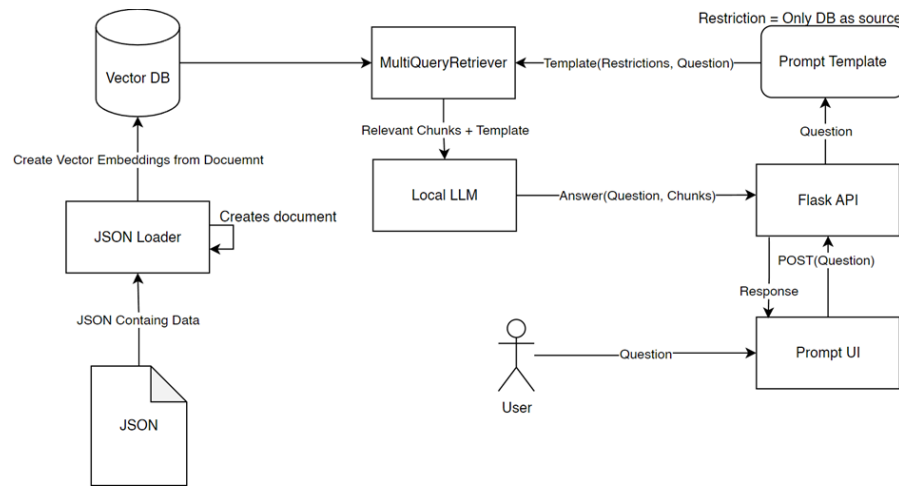 Restriction = Only DB as source
Vector DB
MultiQueryRetriever
Template(Restrictions, Question)
Prompt Template
Relevant Chunks + Template
Question
Create Vector Embeddings from Docuemnt
Local LLM
Answer(Question, Chunks)
Flask API
Creates document
JSON Loader
POST(Question)
Response
JSON Containg Data
Question
Prompt UI
User
JSON